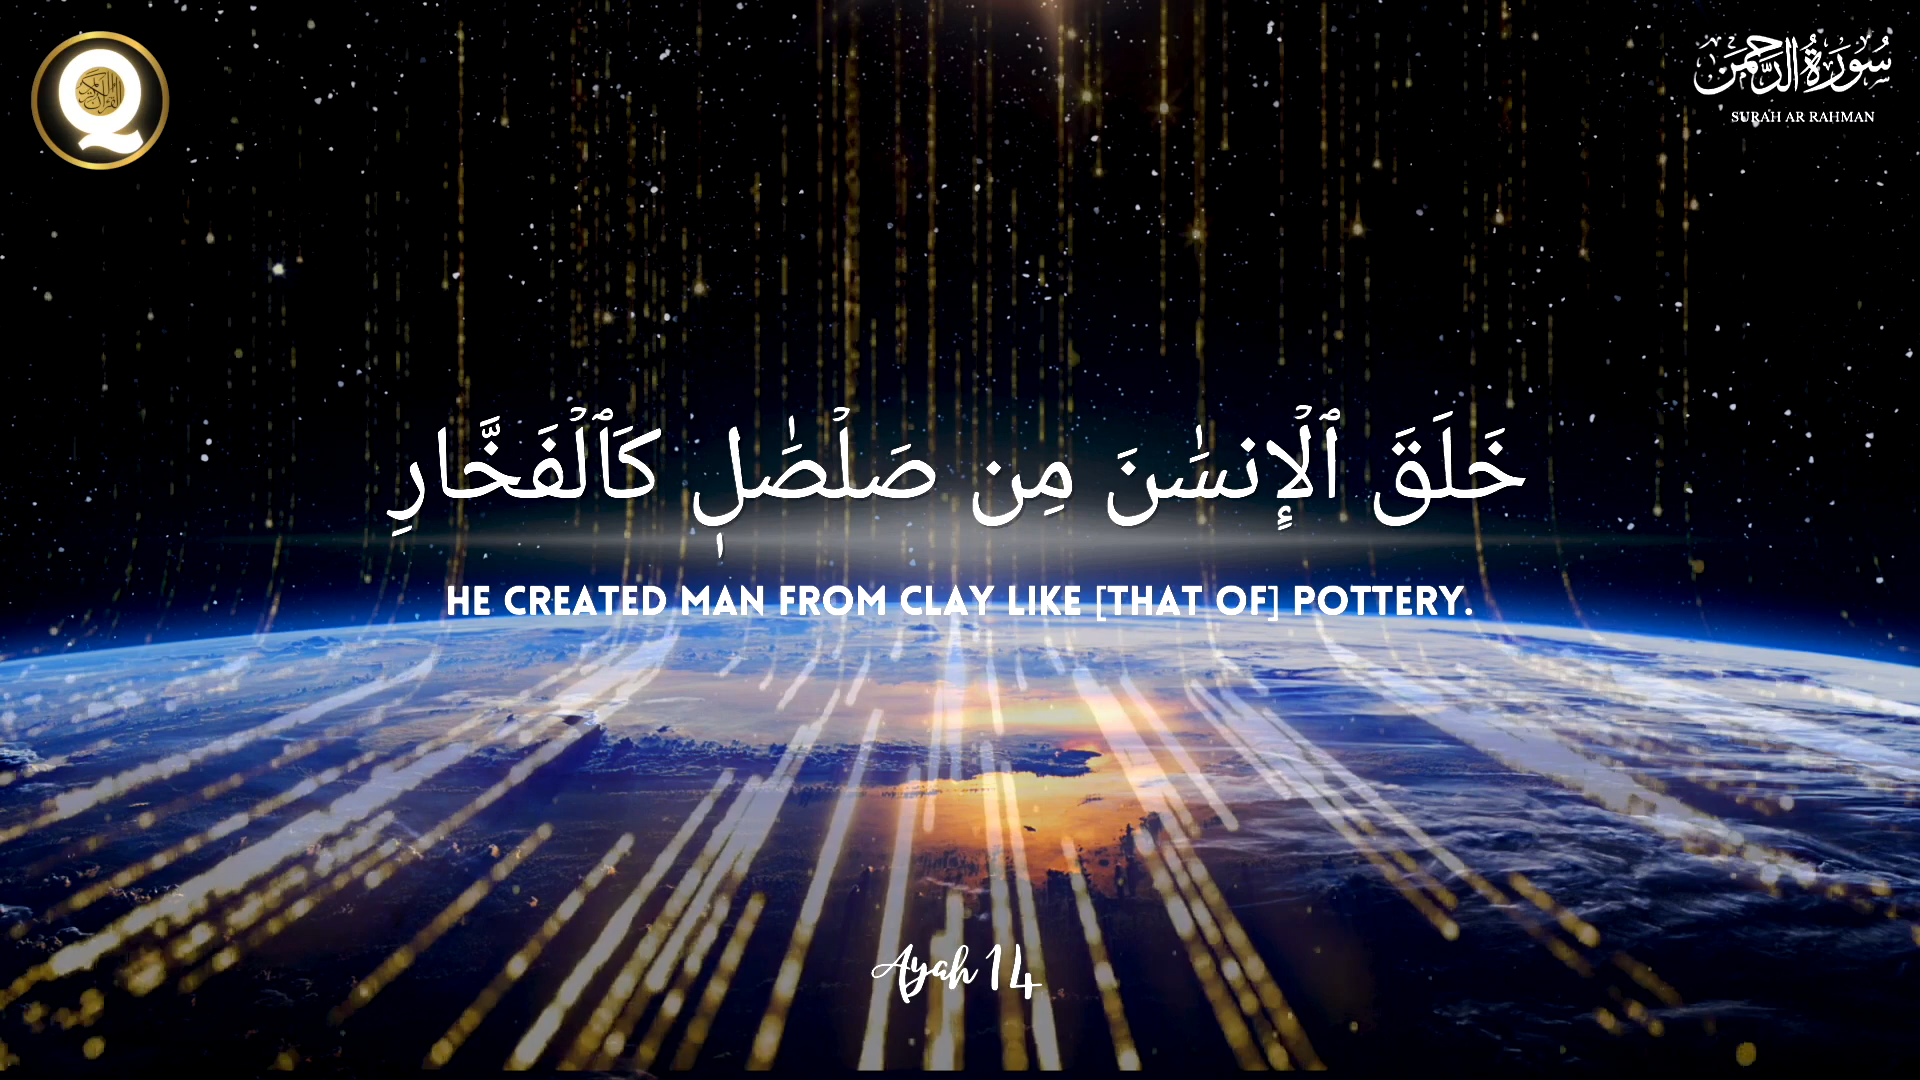 سُورَةُ الرَّحْمَن
SURAH AR RAHMAN
خَلَقَ ٱلۡإِنسَٰنَ مِن صَلۡصَٰلٖ كَٱلۡفَخَّارِ
HE CREATED MAN FROM CLAY LIKE [THAT OF] POTTERY.
Ayah 14